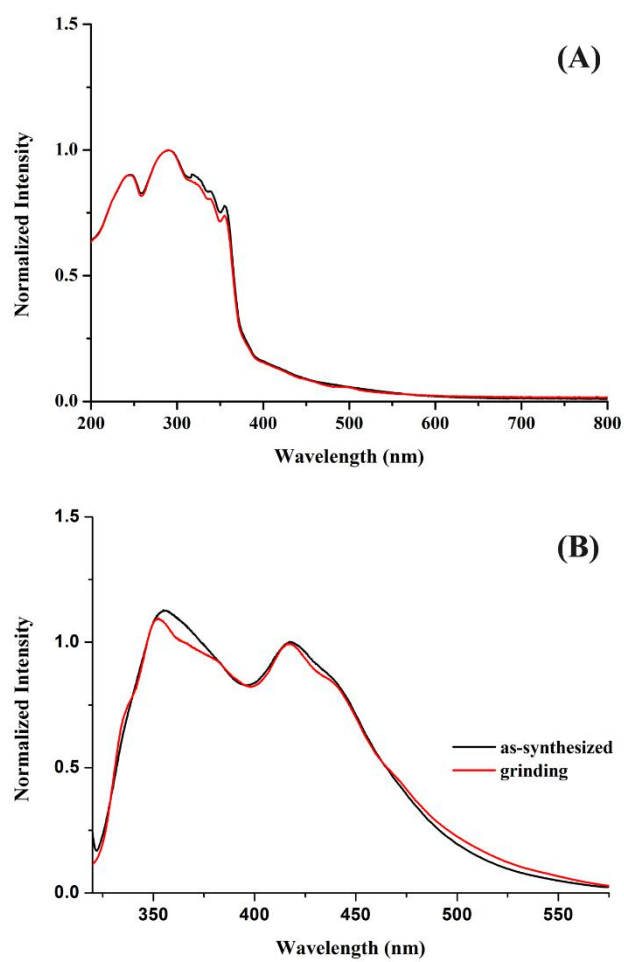 1.5
(A)
Normalized Intensity
1.0
0.5
0.0
200 300 400 500 600 700 800
Wavelength (nm)
1.5
(B)
Normalized Intensity
1.0
as-synthesized
0.5
grinding
0.0
350 400 450 500 550
Wavelength (nm)